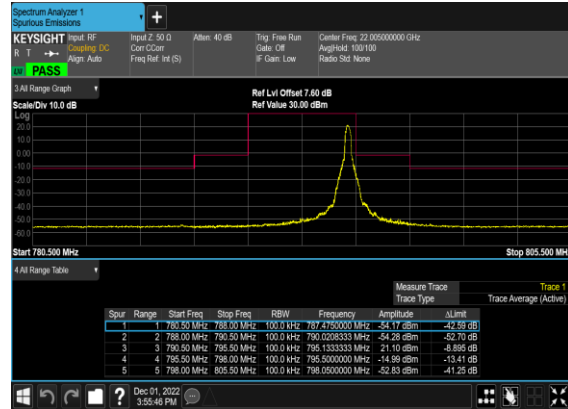 Spectrum Analyzer 1
Spurious Emissions
KEYSIGHT Input: RF Input Z: 50 Ω Atten: 40 dB Trig: Free Run Center Freq: 22.005000000 GHz
R T Coupling: DC Corr CCorr Gate: Off Avg|Hold: 100/100
Align: Auto Freq Ref: Int (S) IF Gain: Low Radio Std: None
PASS
3 All Range Graph
Ref Lvl Offset 7.60 dB
Scale/Div 10.0 dB Ref Value 30.00 dBm
Log
20.0
10.0
0.00
-10.0
-20.0
-30.0
-40.0
-50.0
-60.0
Start 780.500 MHz Stop 805.500 MH
4 All Range Table
Measure Trace Trace 1
Trace Type Trace Average (Active)
Spur Range Start Freq Stop Freq RBW Frequency Amplitude ΔLimit
1 1 780.50 MHz 788.00 MHz 100.0 kHz 787.4750000 MHz -54.17 dBm -42.59 dB
2 2 788.00 MHz 790.50 MHz 100.0 kHz 790.0208333 MHz -54.28 dBm -52.70 dB
3 3 790.50 MHz 795.50 MHz 100.0 kHz 795.1333333 MHz 21.10 dBm -8.895 dB
4 4 795.50 MHz 798.00 MHz 100.0 kHz 795.5000000 MHz -14.99 dBm -13.41 dB
5 5 798.00 MHz 805.50 MHz 100.0 kHz 798.0500000 MHz -52.83 dBm -41.25 dB
? Dec 01, 2022
3:55:46 PM